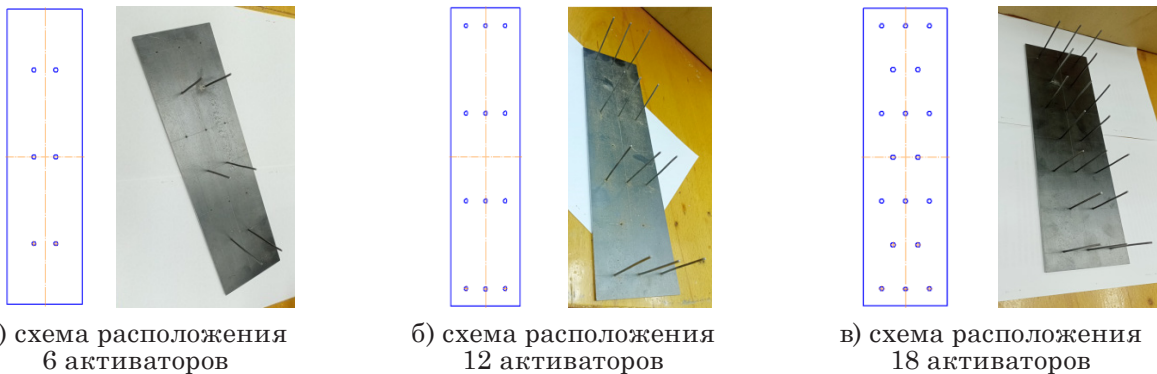 ) схема расположения
6 активаторов
б) схема расположения
12 активаторов
в) схема расположения
18 активаторов